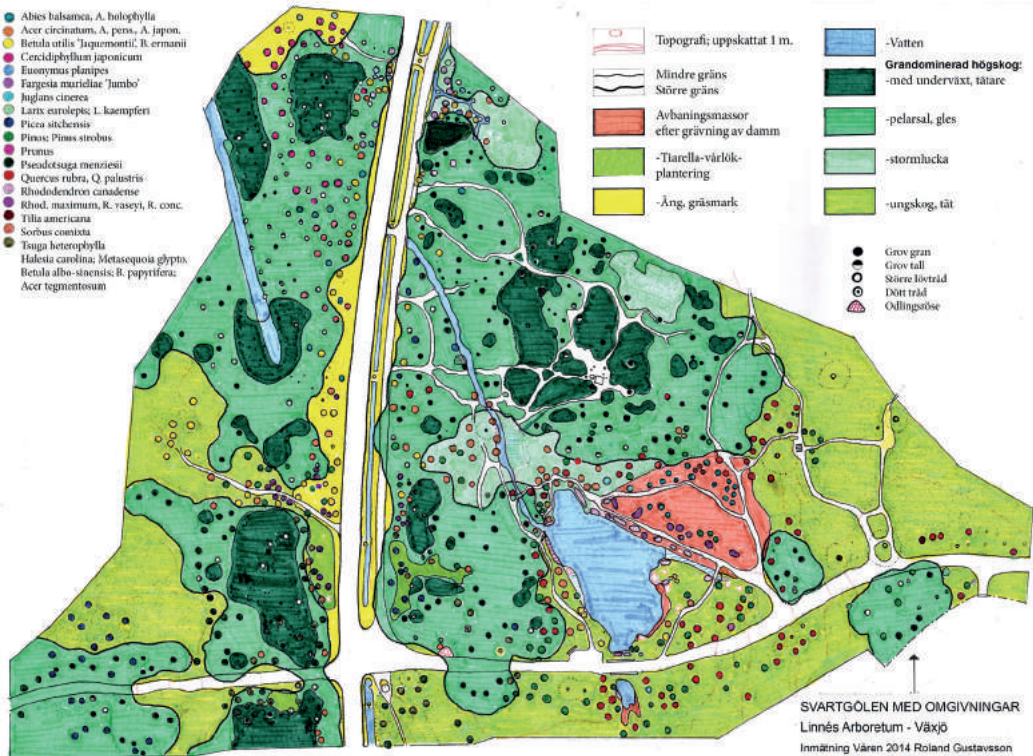 Abies balsamea, A. holophylla
Acer circinatum, A. pens., A. japon.
Betula utilis 'Jaquemontii', B. ermanii
Cercidiphyllum japonicum
Euonymus planipes
Fargesia murieliae 'Jumbo'
Juglans cinerea
Larix eurolepis; L. kaempferi
Picea sitchensis
Pinos; Pinus strobus
Prunus
Pseudotsuga menziesii
Quercus rubra, Q. palustris
Rhododendron canadense
Rhod. maximum, R. vaseyi, R. conc.
Tilia americana
Sorbus comixta
Tsuga heterophylla
Halesia carolina; Metasequoia glypto.
Betula albo-sinensis; B. papyrifera;
Acer tegmentosum
Topografi; uppskattat 1 m.
Mindre gräns
Större gräns
Avbaningsmassor
efter grävning av damm
-Tiarella-vårlök-
plantering
-Äng, gräsmark
-Vatten
Grandominerad högskog:
-med underväxt, tätare
-pelarsal, gles
-stormlucka
-ungskog, tät
Grov gran
Grov tall
Större lövträd
Dött träd
Odlingsröse
SVARTGÖLEN MED OMGIVNINGAR
Linnés Arboretum - Växjö
Inmätning Våren 2014 Roland Gustavsson